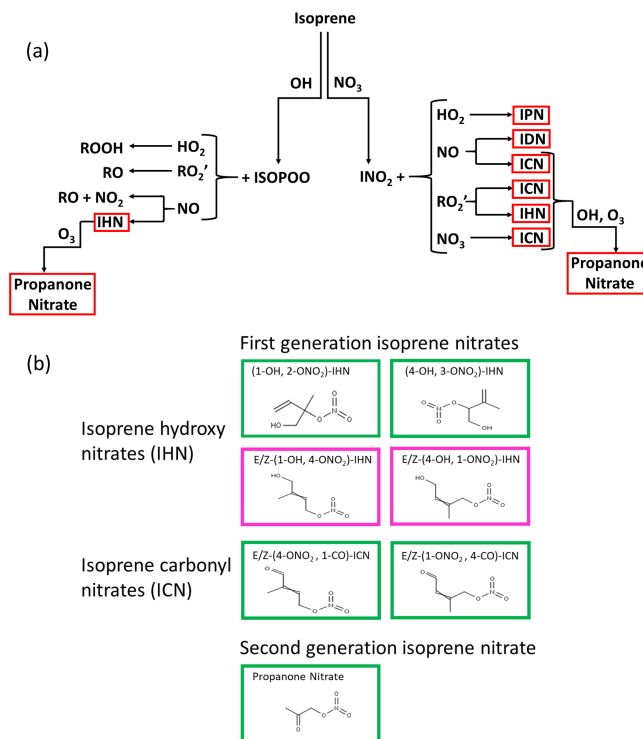 Isoprene
(a)
OH
NO₃
HO₂
IPN
NO
IDN
ICN
ROOH
HO₂
RO
RO₂'
+ ISOPOO
INO₂ +
RO₂'
ICN
IHN
OH, O₃
RO + NO₂
NO
IHN
NO₃
ICN
O₃
Propanone
Nitrate
Propanone
Nitrate
(b)
First generation isoprene nitrates
Isoprene hydroxy
nitrates (IHN)
(1-OH, 2-ONO₂)-IHN
HO
O
N
O
O
(4-OH, 3-ONO₂)-IHN
O
N
O
O
OH
E/Z-(1-OH, 4-ONO₂)-IHN
HO
O
N
O
O
E/Z-(4-OH, 1-ONO₂)-IHN
HO
O
N
O
O
Isoprene carbonyl
nitrates (ICN)
E/Z-(4-ONO₂ , 1-CO)-ICN
O
O
N
O
O
E/Z-(1-ONO₂ , 4-CO)-ICN
O
O
N
O
O
Second generation isoprene nitrate
Propanone Nitrate
O
O
N
O
O